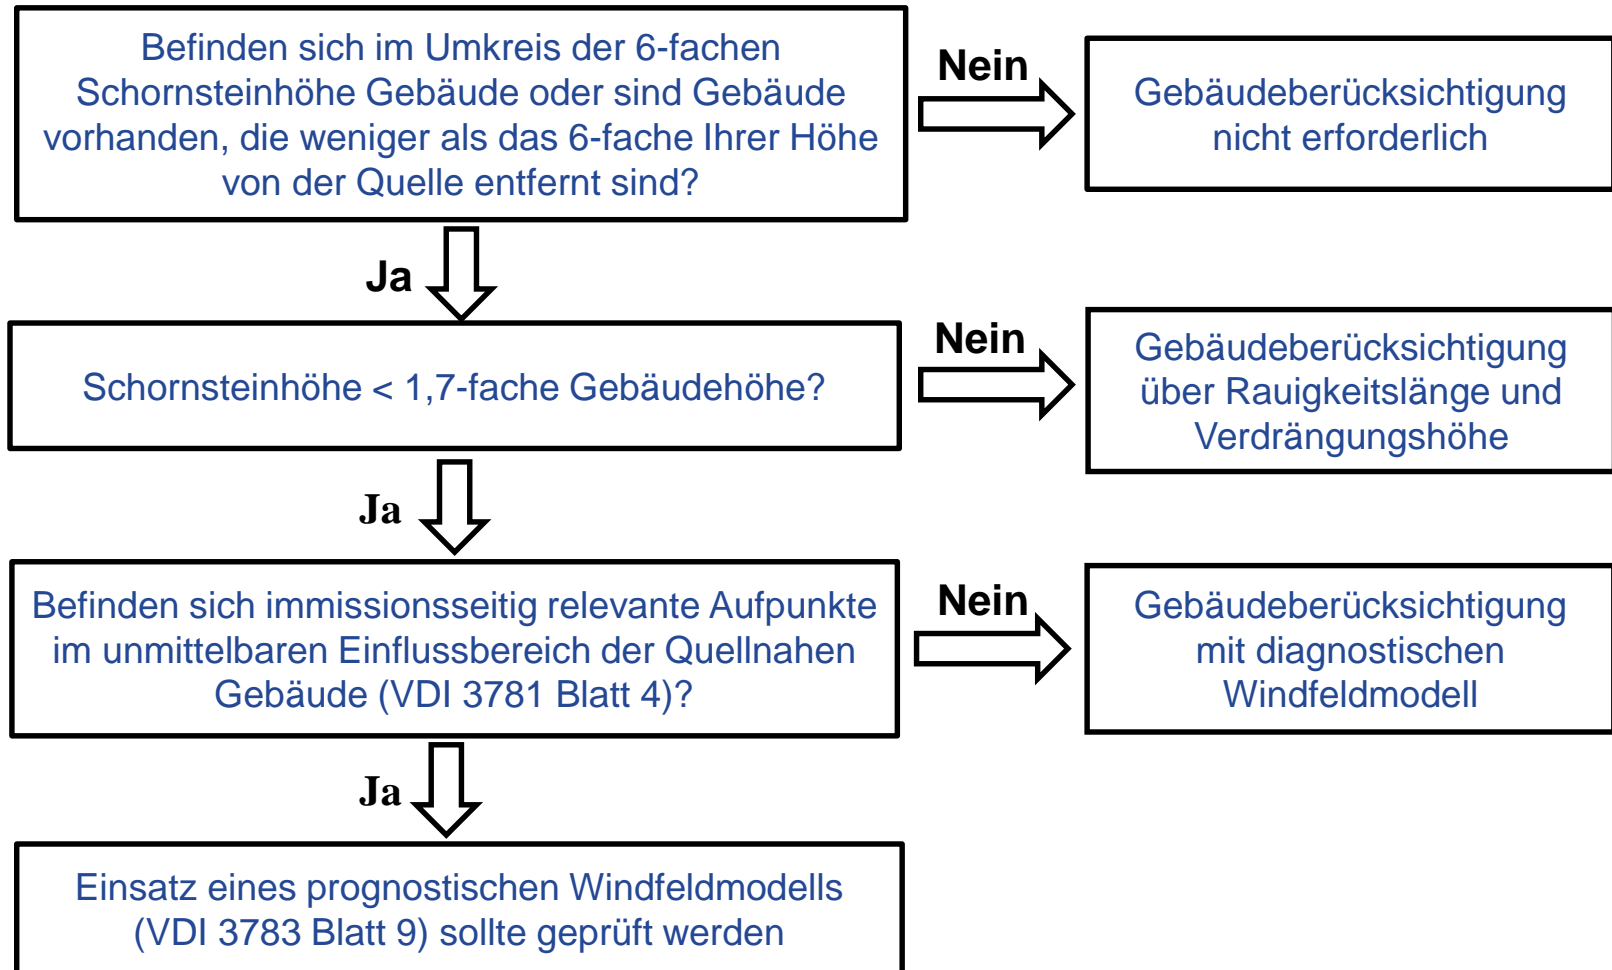 Befinden sich im Umkreis der 6-fachen
Schornsteinhöhe Gebäude oder sind Gebäude
vorhanden, die weniger als das 6-fache Ihrer Höhe
von der Quelle entfernt sind?
Nein
Gebäudeberücksichtigung
nicht erforderlich
Ja
Schornsteinhöhe < 1,7-fache Gebäudehöhe?
Nein
Gebäudeberücksichtigung
über Rauigkeitslänge und
Verdrängungshöhe
Ja
Befinden sich immissionsseitig relevante Aufpunkte
im unmittelbaren Einflussbereich der Quellnahen
Gebäude (VDI 3781 Blatt 4)?
Nein
Gebäudeberücksichtigung
mit diagnostischen
Windfeldmodell
Ja
Einsatz eines prognostischen Windfeldmodells
(VDI 3783 Blatt 9) sollte geprüft werden